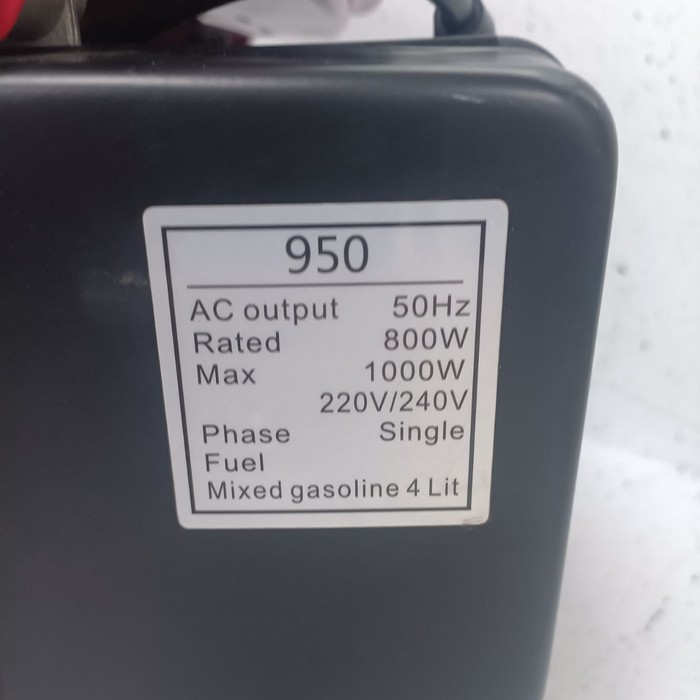 950
AC output 50Hz
Rated 800W
Max 1000W
220V/240V
Phase Single
Fuel
Mixed gasoline 4 Lit